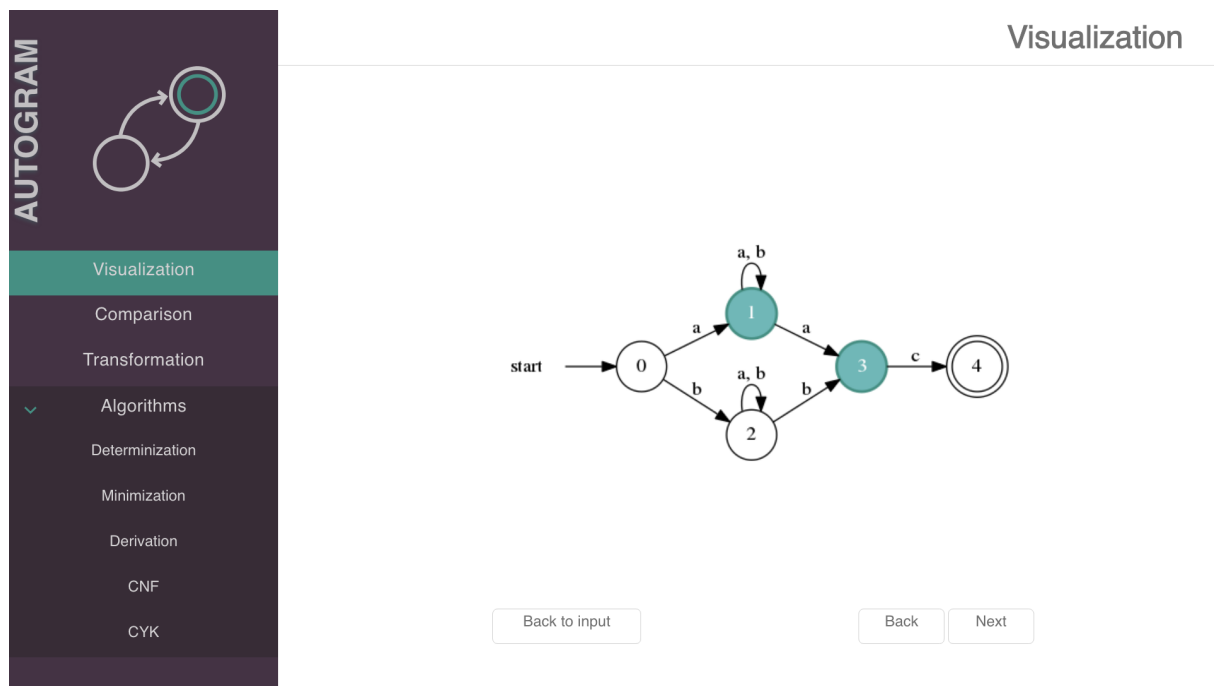 AUTOGRAM
Visualization
Comparison
Transformation
Algorithms
Determinization
Minimization
Derivation
CNF
CYK
Visualization
a, b
1
a
a
start
0
3
c
4
a, b
b
b
2
Back to input
Back
Next